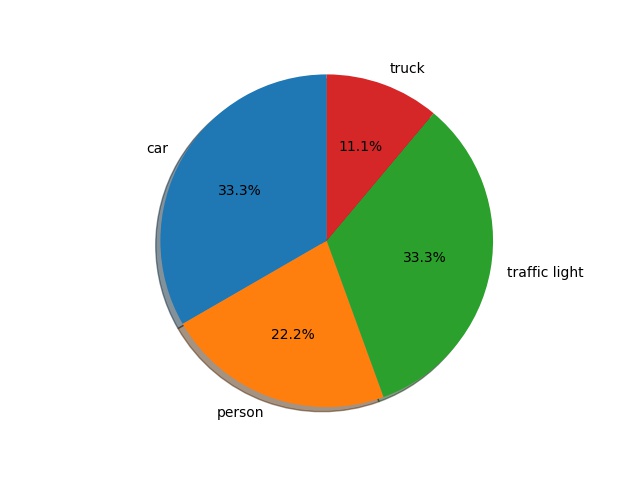 truck
11.1%
car
33.3%
33.3%
traffic light
22.2%
person